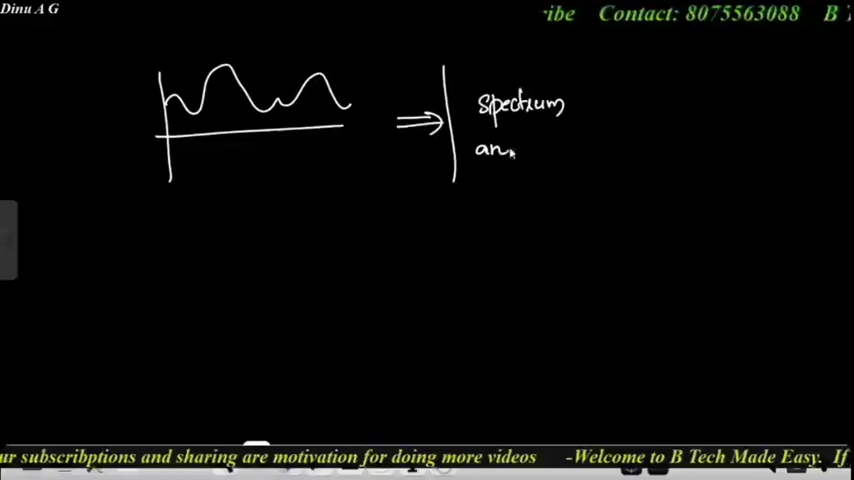 Dinu A G
ibe Contact: 8075563088 B
spectrum
an
ur subscribptions and sharing are motivation for doing more videos -Welcome to B Tech Made Easy. If